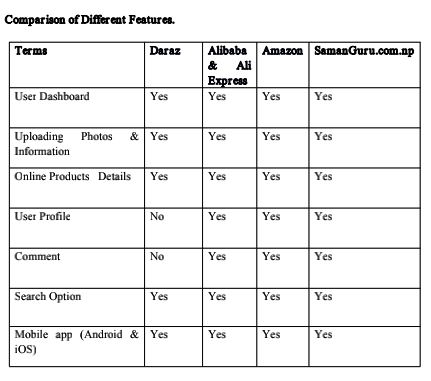 Comparison of Different Features.
Terms Daraz Alibaba Amazon SamanGuru.com.np
& Ali
Express
User Dashboard Yes Yes Yes Yes
Uploading Photos & Yes Yes Yes Yes
Information
Online Products Details Yes Yes Yes Yes
User Profile No Yes Yes Yes
Comment No Yes Yes Yes
Search Option Yes Yes Yes Yes
Mobile app (Android & Yes Yes Yes Yes
iOS)